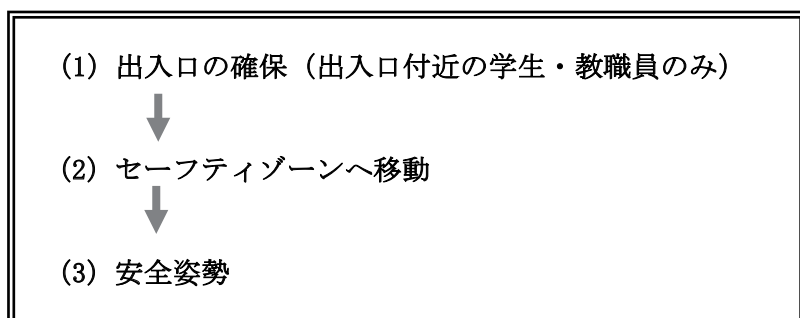 (1) 出入口の確保（出入口付近の学生・教職員のみ）
(2) セーフティゾーンへ移動
(3) 安全姿勢